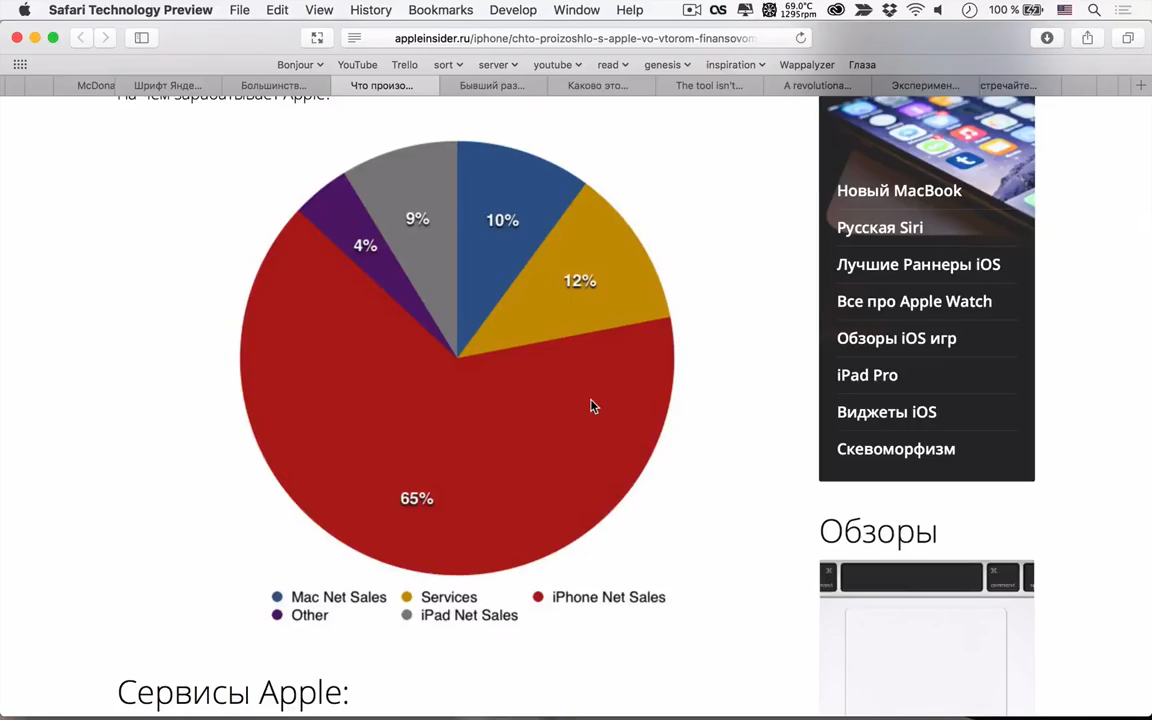 Safari Technology Preview File Edit View History Bookmarks Develop Window Help
69.0°C
1295rpm
100 %
appleinsider.ru/iphone/chto-proizoshlo-s-apple-vo-vtorom-finansovom-
Bonjour YouTube Trello sort server youtube read genesis inspiration Wappalyzer Глаза
McDona Шрифт Янде... Большинств... Что произо... Бывший раз... Каково это... The tool isn't... A revolutiona... Эксперимен... стречайте...
На чём зарабатывает Apple?
9%
10%
4%
12%
65%
Mac Net Sales Services iPhone Net Sales
Other iPad Net Sales
Сервисы Apple:
Новый MacBook
Русская Siri
Лучшие Раннеры iOS
Все про Apple Watch
Обзоры iOS игр
iPad Pro
Виджеты iOS
Скевоморфизм
Обзоры